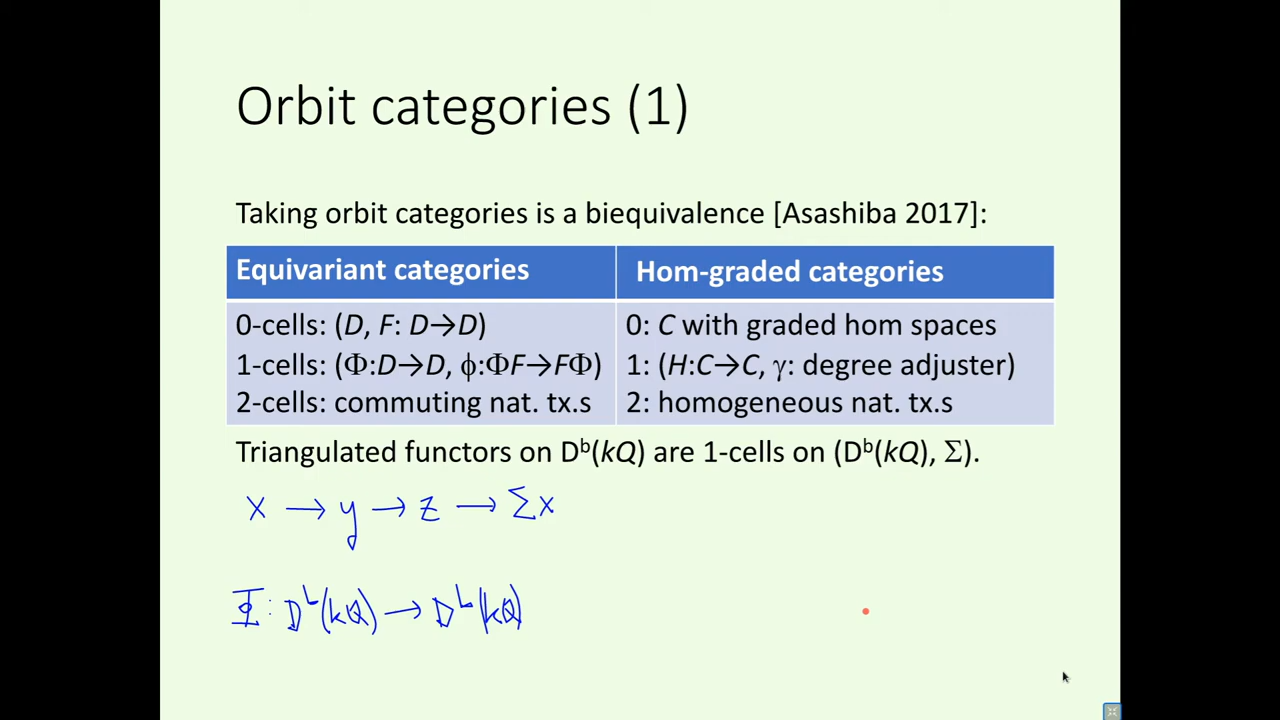 Orbit categories (1)
Taking orbit categories is a biequivalence [Asashiba 2017]:
Equivariant categories Hom-graded categories
0-cells: (D, F: D→D) 0: C with graded hom spaces
1-cells: (Φ:D→D, ϕ:ΦF→FΦ) 1: (H:C→C, γ: degree adjuster)
2-cells: commuting nat. tx.s 2: homogeneous nat. tx.s
Triangulated functors on Dᵇ(kQ) are 1-cells on (Dᵇ(kQ), Σ).
x → y → z → Σx
Φ: Dᵇ(kQ) → Dᵇ(kQ)